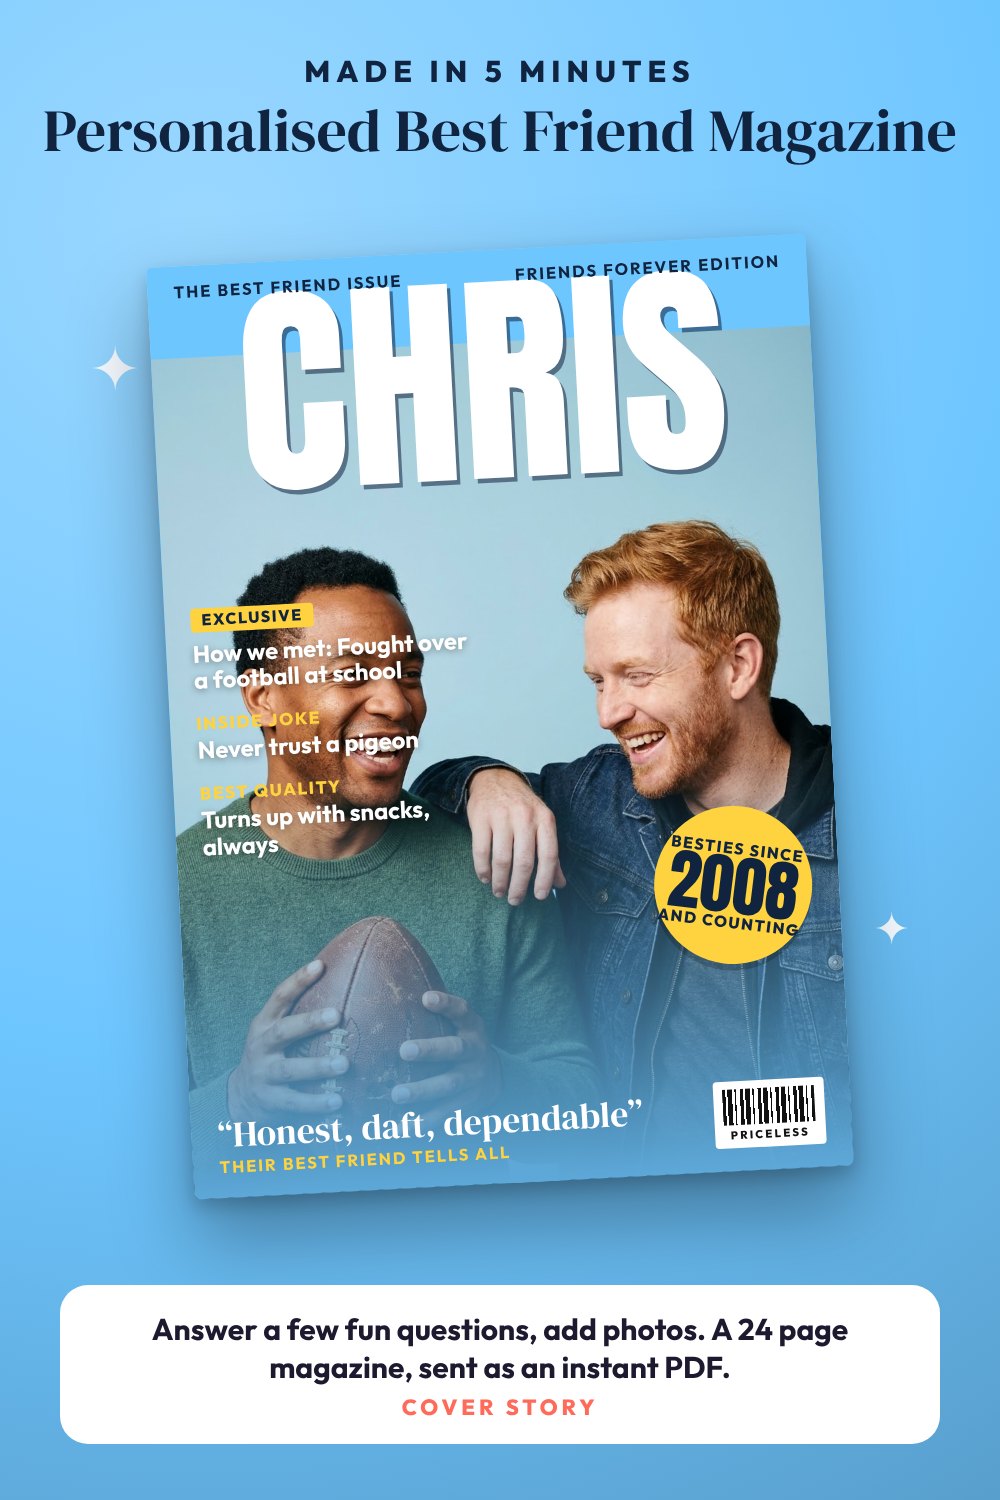 MADE IN 5 MINUTES
Personalised Best Friend Magazine
THE BEST FRIEND ISSUE
FRIENDS FOREVER EDITION
CHRIS
EXCLUSIVE
How we met: Fought over
a football at school
INSIDE JOKE
Never trust a pigeon
BEST QUALITY
Turns up with snacks,
always
BESTIES SINCE
2008
AND COUNTING
“Honest, daft, dependable”
THEIR BEST FRIEND TELLS ALL
PRICELESS
Answer a few fun questions, add photos. A 24 page
magazine, sent as an instant PDF.
COVER STORY